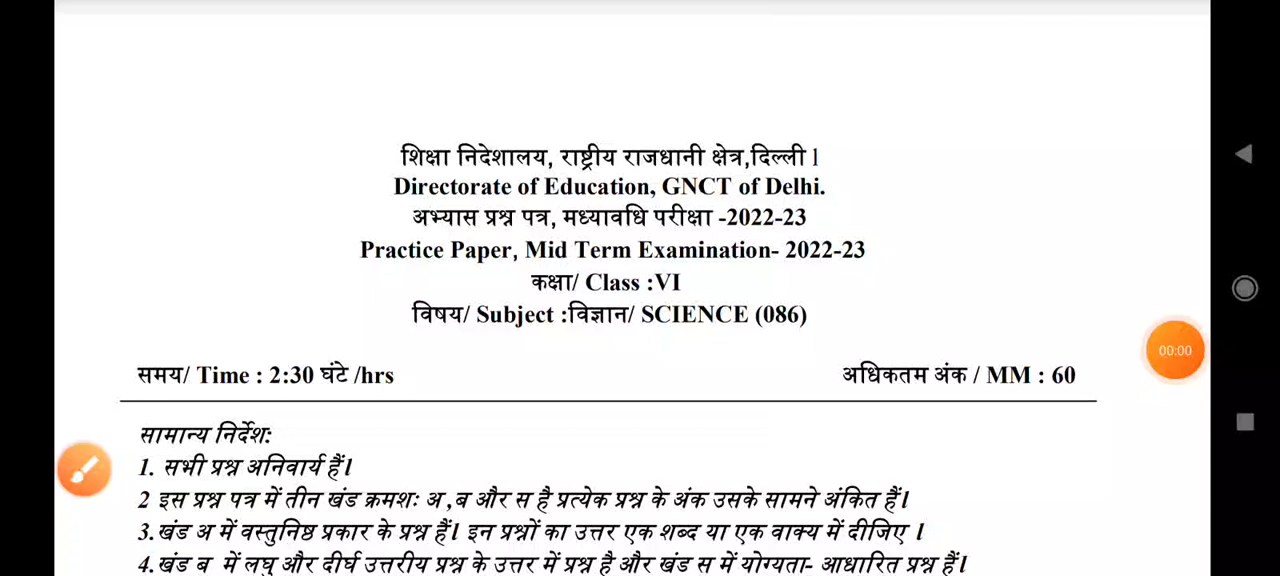 शिक्षा निदेशालय, राष्ट्रीय राजधानी क्षेत्र,दिल्ली l
Directorate of Education, GNCT of Delhi.
अभ्यास प्रश्न पत्र, मध्यावधि परीक्षा -2022-23
Practice Paper, Mid Term Examination- 2022-23
कक्षा/ Class :VI
विषय/ Subject :विज्ञान/ SCIENCE (086)
00:00
समय/ Time : 2:30 घंटे /hrs अधिकतम अंक / MM : 60
सामान्य निर्देश:
1. सभी प्रश्न अनिवार्य हैंl
2 इस प्रश्न पत्र में तीन खंड क्रमशः अ ,ब और स है प्रत्येक प्रश्न के अंक उसके सामने अंकित हैंl
3.खंड अ में वस्तुनिष्ठ प्रकार के प्रश्न हैंl इन प्रश्नों का उत्तर एक शब्द या एक वाक्य में दीजिए l
4.खंड ब में लघु और दीर्घ उत्तरीय प्रश्न के उत्तर में प्रश्न है और खंड स में योग्यता- आधारित प्रश्न हैंl